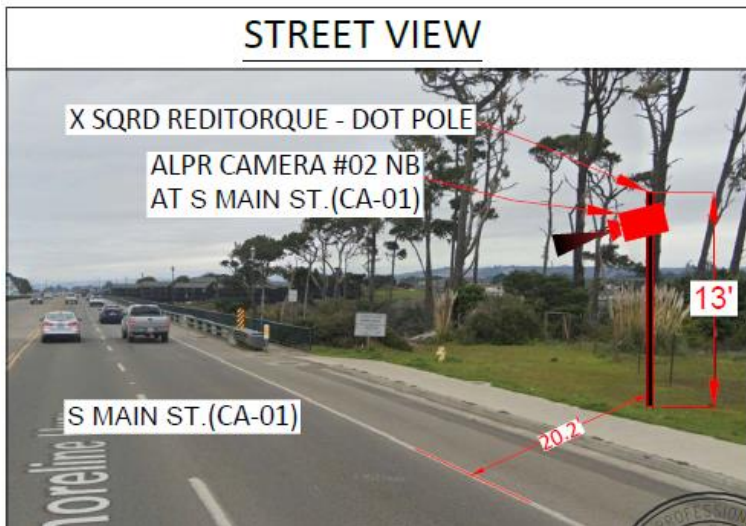 STREET VIEW
X SQRD REDITORQUE - DOT POLE
ALPR CAMERA #02 NB
AT S MAIN ST.(CA-01)
13'
S MAIN ST.(CA-01)
20.2'
PROFESSION